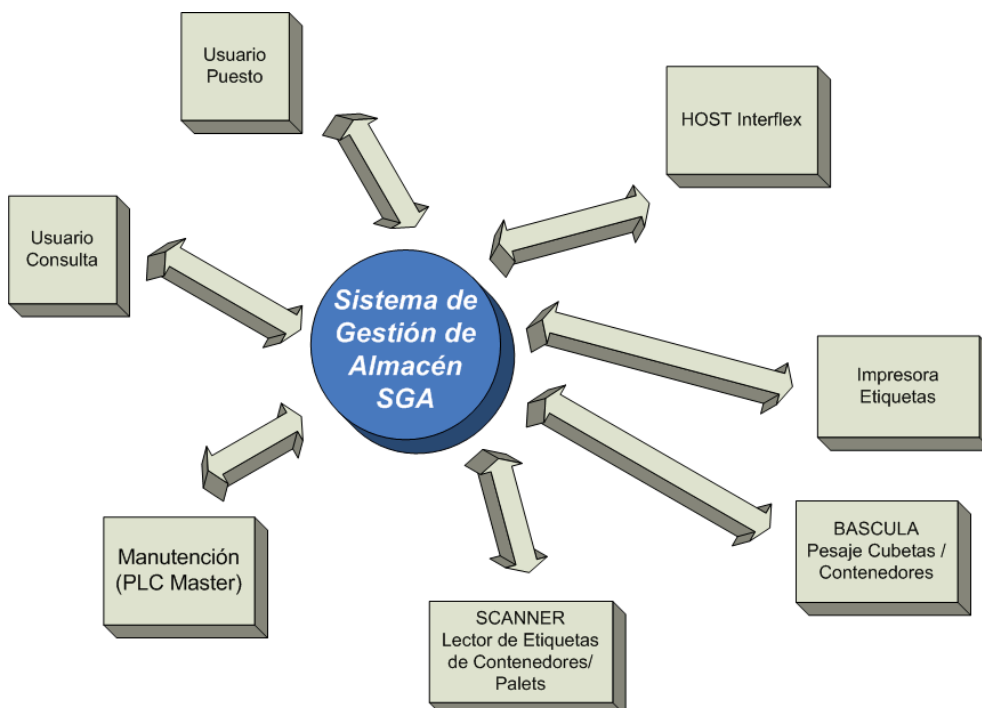 Usuario
Puesto
HOST Interflex
Usuario
Consulta
Sistema de
Gestión de
Almacén
SGA
Impresora
Etiquetas
Manutención
(PLC Master)
BASCULA
Pesaje Cubetas /
Contenedores
SCANNER
Lector de Etiquetas
de Contenedores/
Palets